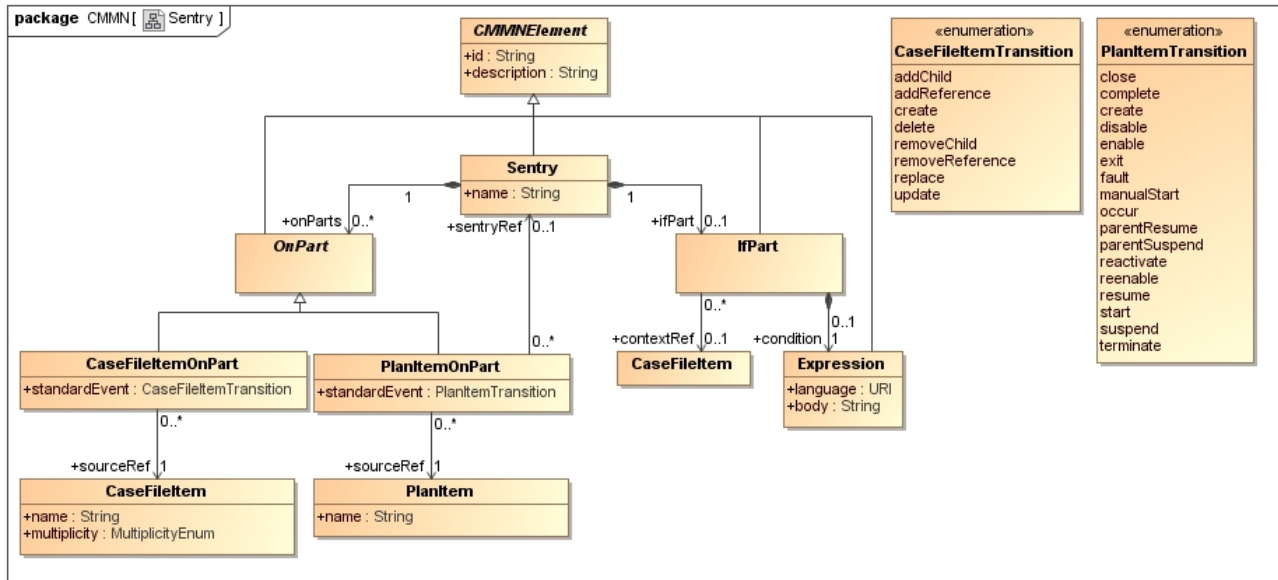 package CMMN [ Sentry ]
CMMNElement
+id : String
+description : String
«enumeration»
CaseFileItemTransition
addChild
addReference
create
delete
removeChild
removeReference
replace
update
«enumeration»
PlanItemTransition
close
complete
create
disable
enable
exit
fault
manualStart
occur
parentResume
parentSuspend
reactivate
reenable
resume
start
suspend
terminate
Sentry
+name : String
1
1
+onParts 0..*
+sentryRef 0..1
+ifPart 0..1
OnPart
IfPart
0..*
0..1
0..*
+contextRef 0..1
+condition 1
CaseFileItemOnPart
+standardEvent : CaseFileItemTransition
PlanItemOnPart
+standardEvent : PlanItemTransition
CaseFileItem
Expression
+language : URI
+body : String
0..*
0..*
+sourceRef 1
+sourceRef 1
CaseFileItem
+name : String
+multiplicity : MultiplicityEnum
PlanItem
+name : String